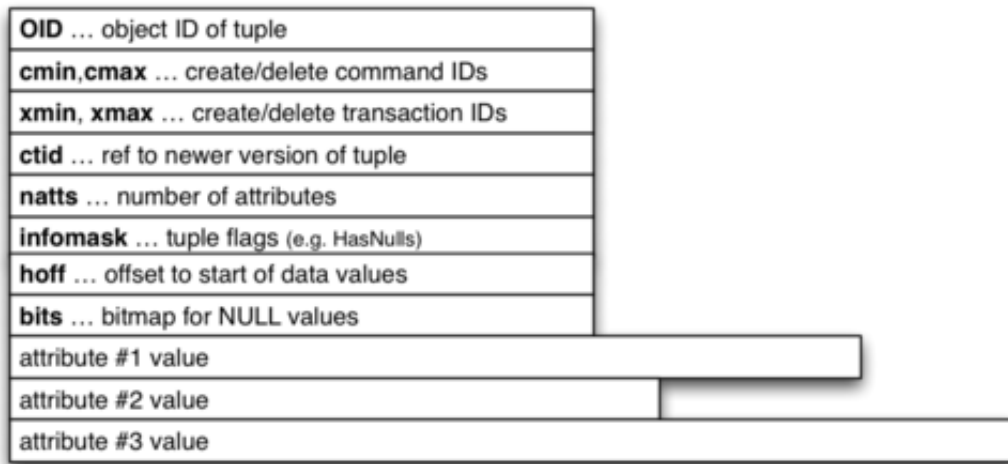 OID … object ID of tuple
cmin,cmax … create/delete command IDs
xmin, xmax … create/delete transaction IDs
ctid … ref to newer version of tuple
natts … number of attributes
infomask … tuple flags (e.g. HasNulls)
hoff … offset to start of data values
bits … bitmap for NULL values
attribute #1 value
attribute #2 value
attribute #3 value